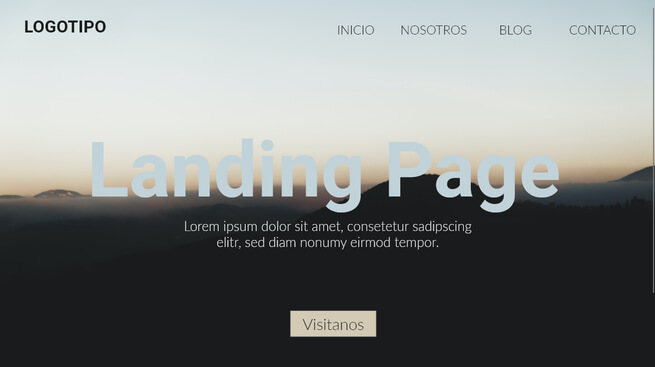 LOGOTIPO
INICIO NOSOTROS BLOG CONTACTO
Landing Page
Lorem ipsum dolor sit amet, consetetur sadipscing
elitr, sed diam nonumy eirmod tempor.
Visitanos